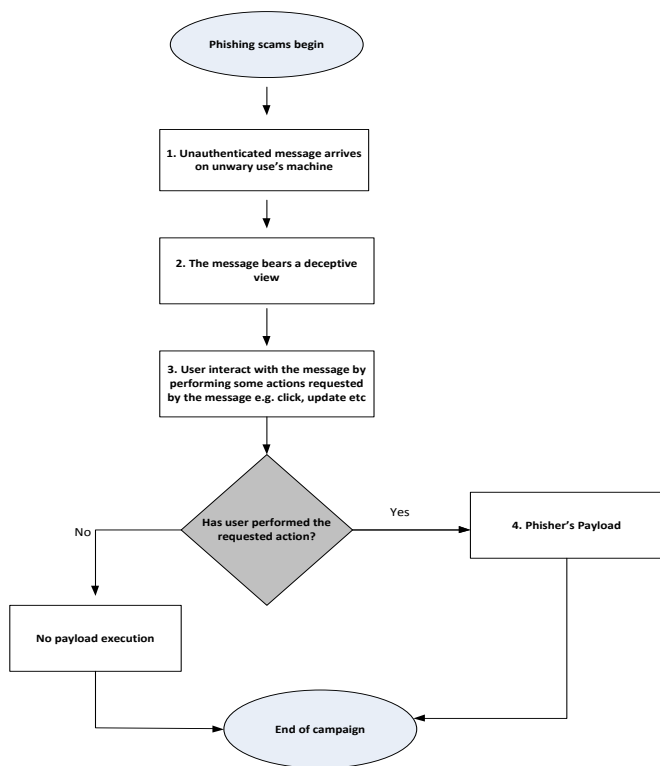 Phishing scams begin
1. Unauthenticated message arrives
on unwary use's machine
2. The message bears a deceptive
view
3. User interact with the message by
performing some actions requested
by the message e.g. click, update etc
Has user performed the
requested action?
Yes
No
4. Phisher's Payload
No payload execution
End of campaign